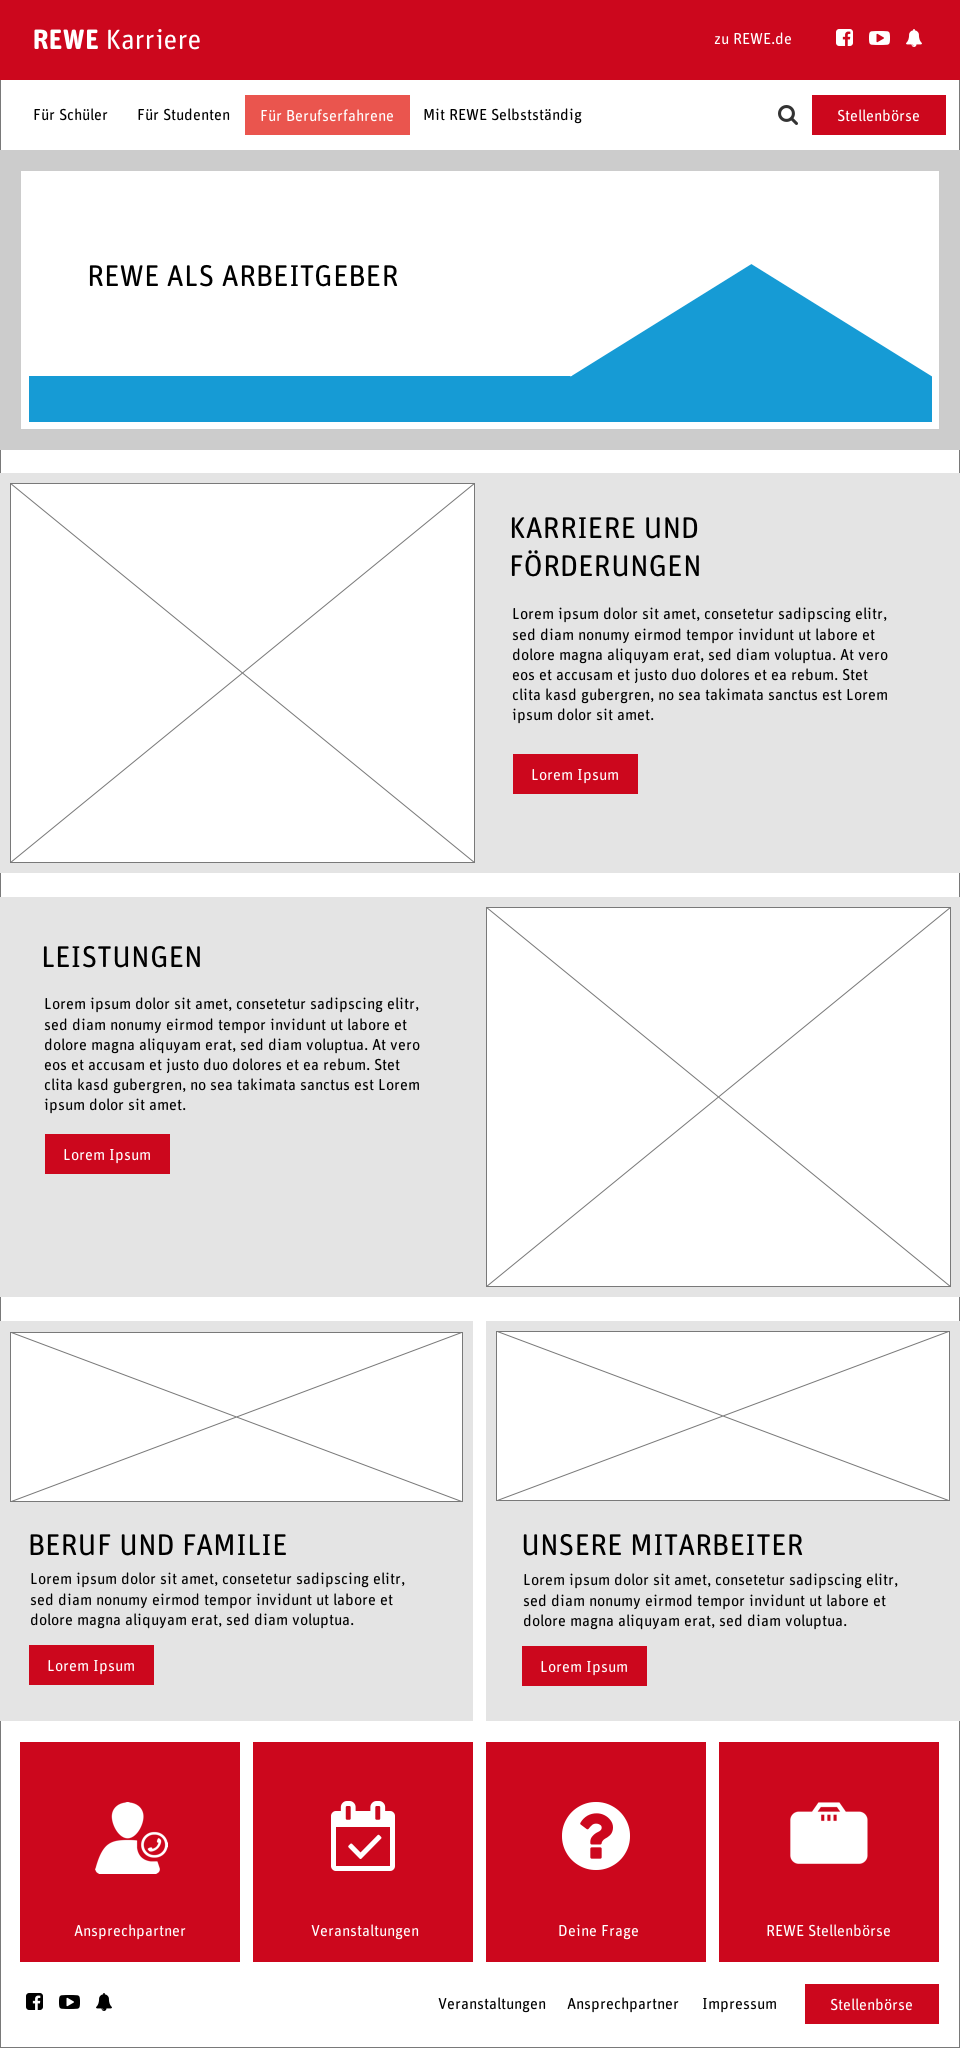 REWE Karriere
zu REWE.de
Für Schüler
Für Studenten
Für Berufserfahrene
Mit REWE Selbstständig
Stellenbörse
REWE ALS ARBEITGEBER
KARRIERE UND
FÖRDERUNGEN
Lorem ipsum dolor sit amet, consetetur sadipscing elitr,
sed diam nonumy eirmod tempor invidunt ut labore et
dolore magna aliquyam erat, sed diam voluptua. At vero
eos et accusam et justo duo dolores et ea rebum. Stet
clita kasd gubergren, no sea takimata sanctus est Lorem
ipsum dolor sit amet.
Lorem Ipsum
LEISTUNGEN
Lorem ipsum dolor sit amet, consetetur sadipscing elitr,
sed diam nonumy eirmod tempor invidunt ut labore et
dolore magna aliquyam erat, sed diam voluptua. At vero
eos et accusam et justo duo dolores et ea rebum. Stet
clita kasd gubergren, no sea takimata sanctus est Lorem
ipsum dolor sit amet.
Lorem Ipsum
BERUF UND FAMILIE
Lorem ipsum dolor sit amet, consetetur sadipscing elitr,
sed diam nonumy eirmod tempor invidunt ut labore et
dolore magna aliquyam erat, sed diam voluptua.
Lorem Ipsum
UNSERE MITARBEITER
Lorem ipsum dolor sit amet, consetetur sadipscing elitr,
sed diam nonumy eirmod tempor invidunt ut labore et
dolore magna aliquyam erat, sed diam voluptua.
Lorem Ipsum
Ansprechpartner
Veranstaltungen
Deine Frage
REWE Stellenbörse
Veranstaltungen
Ansprechpartner
Impressum
Stellenbörse